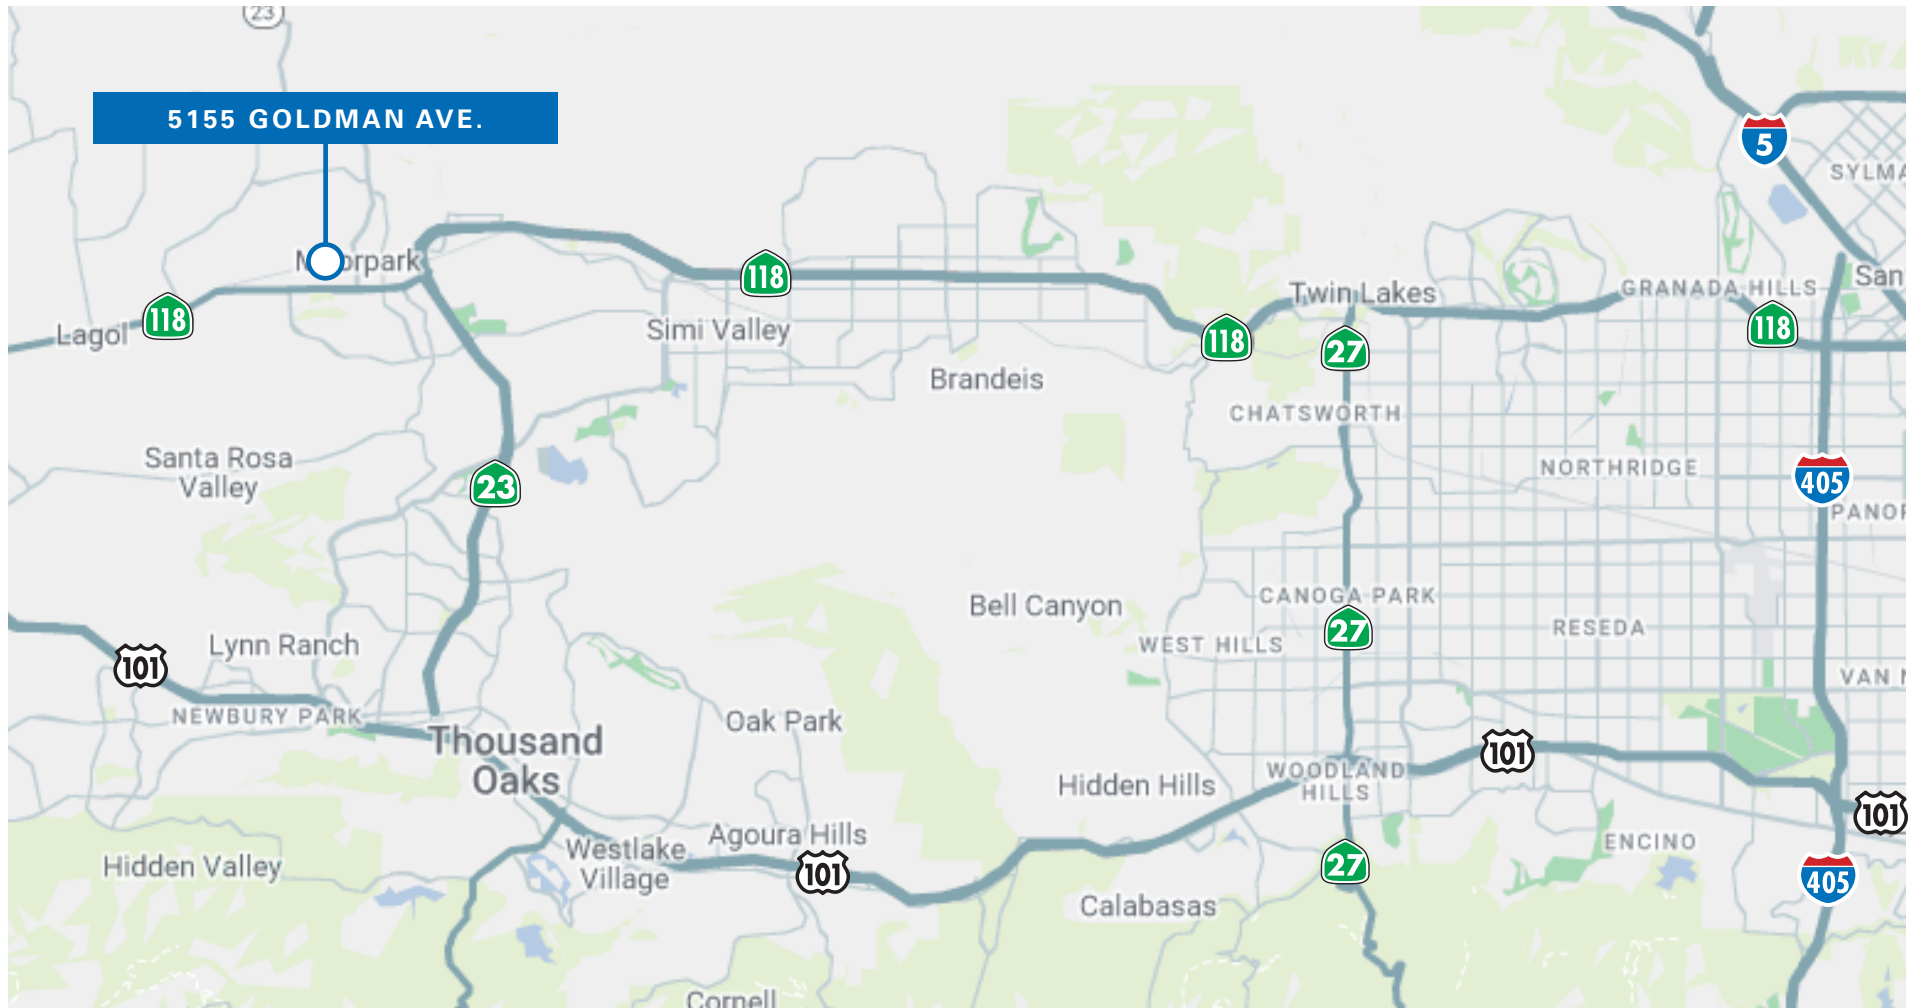 23
5155 GOLDMAN AVE.
5
SYLMA
Moorpark
118
Twin Lakes
GRANADA HILLS
San
Lagol
118
Simi Valley
118
27
118
Brandeis
CHATSWORTH
Santa Rosa
Valley
23
NORTHRIDGE
405
PANOR
Bell Canyon
CANOGA PARK
27
RESEDA
Lynn Ranch
WEST HILLS
101
VAN N
NEWBURY PARK
Oak Park
Thousand
Oaks
101
Hidden Hills
WOODLAND
HILLS
101
Agoura Hills
Westlake
Village
101
ENCINO
Hidden Valley
27
405
Calabasas
Cornell